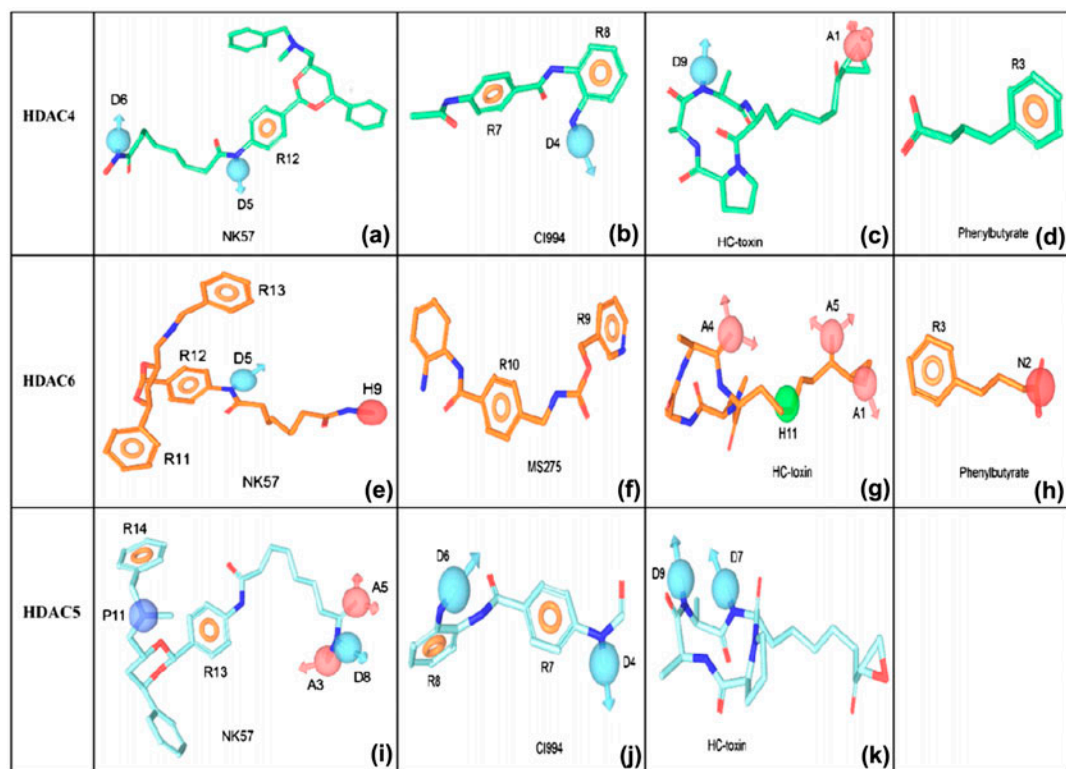 HDAC4
D6
D5
R12
NK57
(a)
R7
R8
D4
CI994
(b)
D9
A1
HC-toxin
(c)
R3
Phenylbutyrate
(d)
HDAC6
R13
R12
D5
H9
R11
NK57
(e)
R10
R9
MS275
(f)
A4
A5
H11
A1
HC-toxin
(g)
R3
N2
Phenylbutyrate
(h)
HDAC5
R14
P11
R13
A5
A3
D8
NK57
(i)
D6
R8
R7
D4
CI994
(j)
D9
D7
HC-toxin
(k)